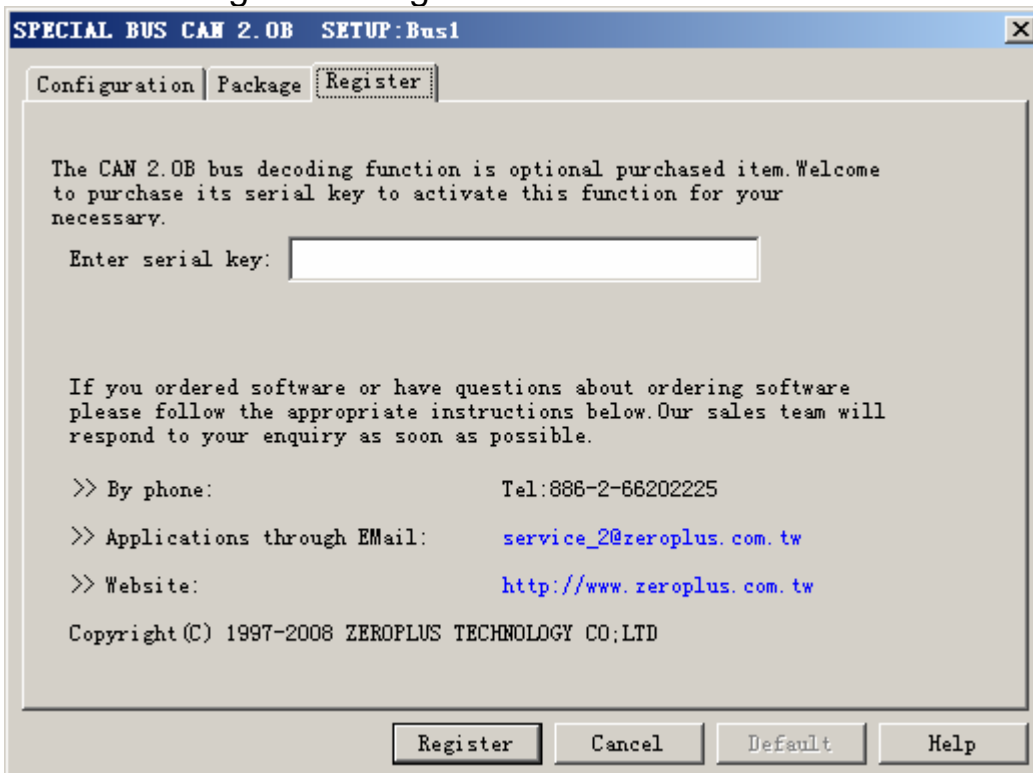 SPECIAL BUS CAN 2.0B SETUP:Bus1
Configuration Package Register
The CAN 2.0B bus decoding function is optional purchased item.Welcome
to purchase its serial key to activate this function for your
necessary.
Enter serial key:
If you ordered software or have questions about ordering software
please follow the appropriate instructions below.Our sales team will
respond to your enquiry as soon as possible.
>> By phone: Tel:886-2-66202225
>> Applications through EMail: service_2@zeroplus.com.tw
>> Website: http://www.zeroplus.com.tw
Copyright(C) 1997-2008 ZEROPLUS TECHNOLOGY CO;LTD
Register Cancel Default Help